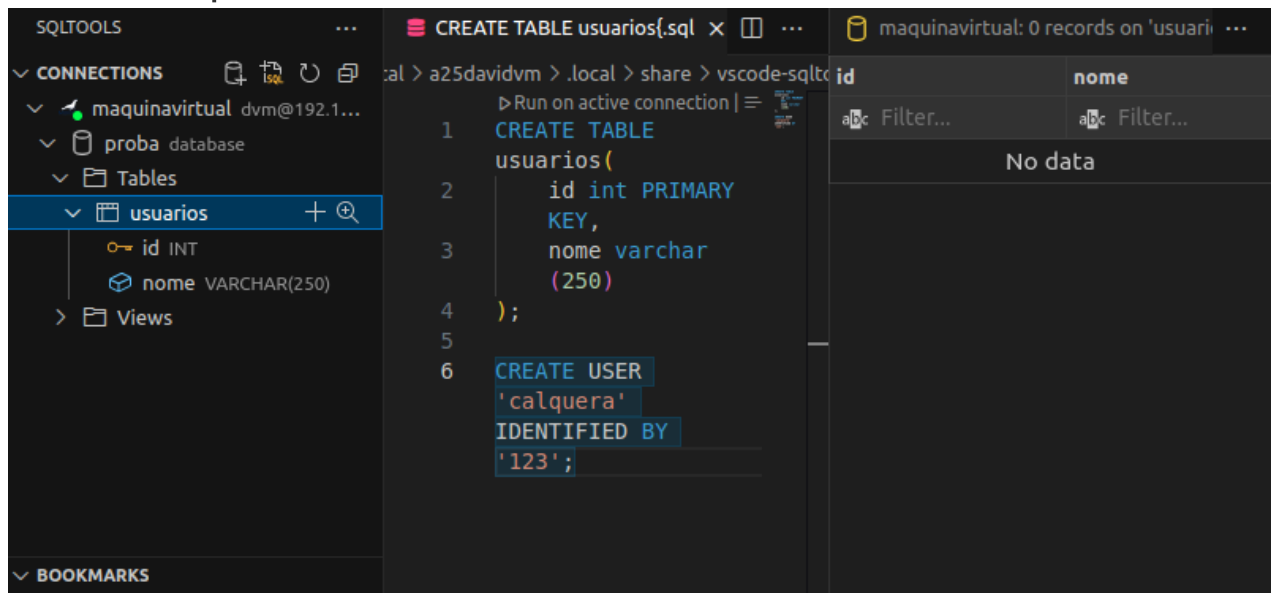 SQLTOOLS
CONNECTIONS
maquinavirtual dvm@192.1...
proba database
Tables
usuarios
id INT
nome VARCHAR(250)
Views
BOOKMARKS
CREATE TABLE usuarios{.sql
cal > a25davidvm > .local > share > vscode-sqltc
Run on active connection |
1 CREATE TABLE
usuarios(
2 id int PRIMARY
KEY,
3 nome varchar
(250)
4 );
5
6 CREATE USER
'calquera'
IDENTIFIED BY
'123';
maquinavirtual: 0 records on 'usuari
id nome
Filter... Filter...
No data